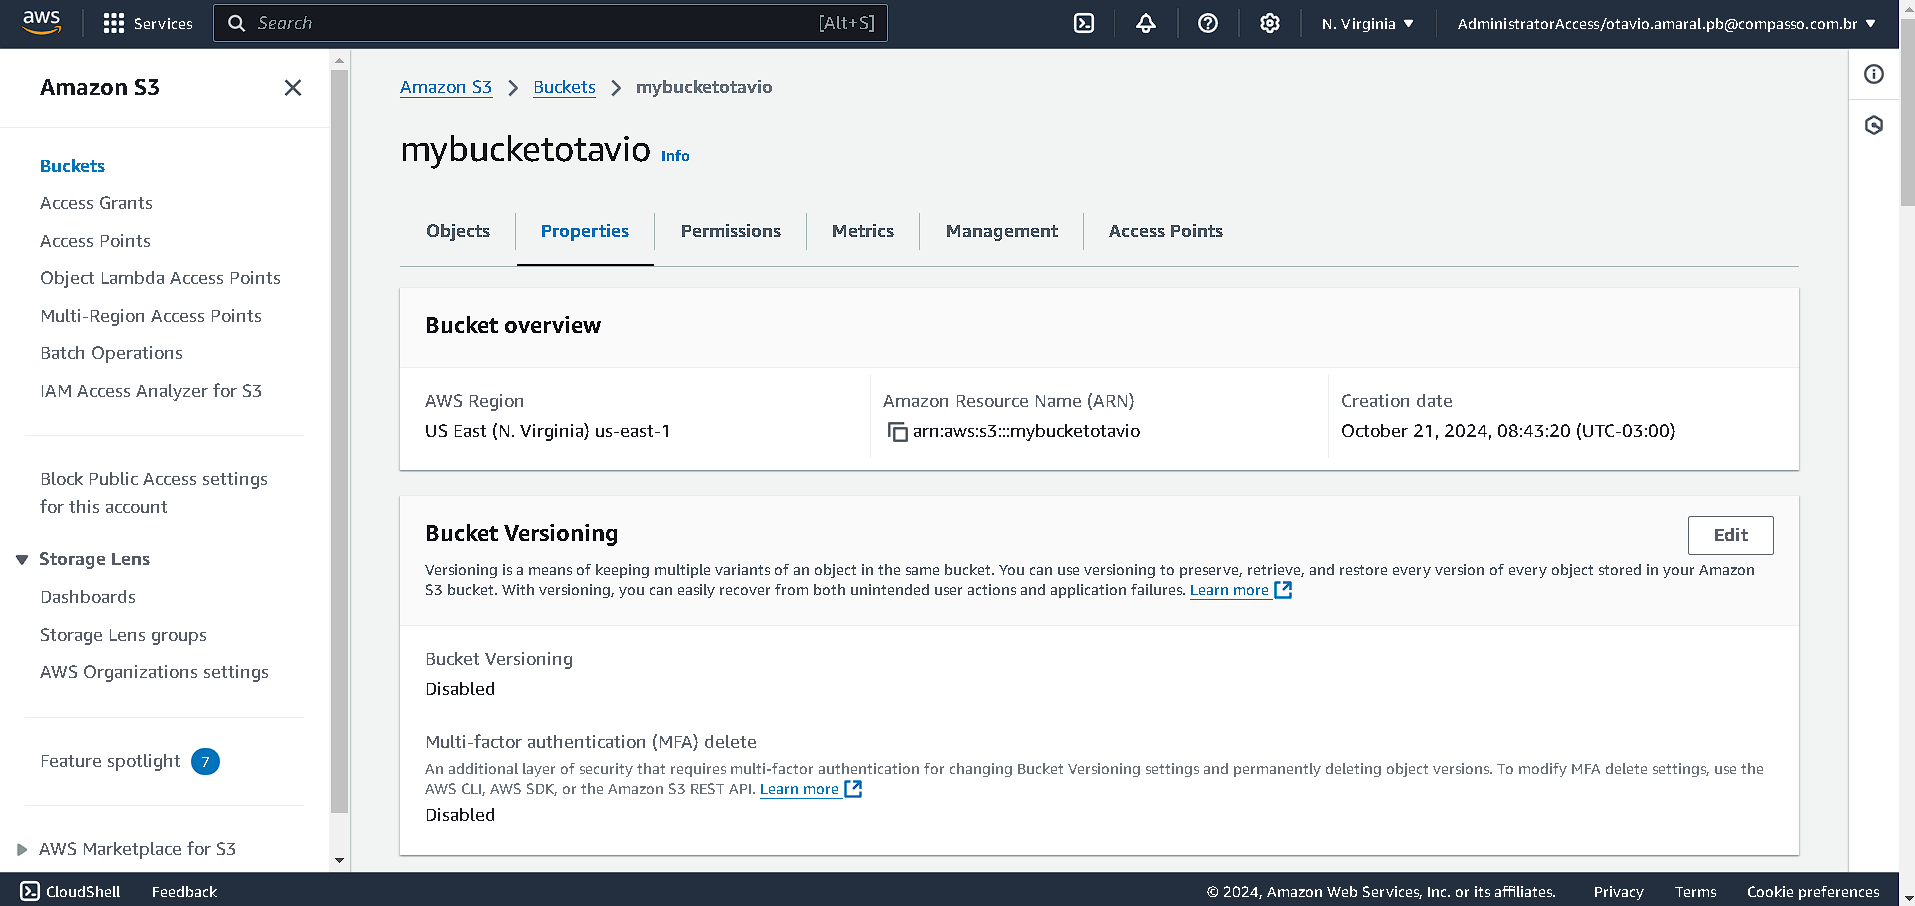 aws
Services
Search
[Alt+S]
N. Virginia
AdministratorAccess/otavio.amaral.pb@compasso.com.br
Amazon S3
Buckets
Access Grants
Access Points
Object Lambda Access Points
Multi-Region Access Points
Batch Operations
IAM Access Analyzer for S3
Block Public Access settings
for this account
Storage Lens
Dashboards
Storage Lens groups
AWS Organizations settings
Feature spotlight 7
AWS Marketplace for S3
Amazon S3 > Buckets > mybucketotavio
mybucketotavio Info
Objects
Properties
Permissions
Metrics
Management
Access Points
Bucket overview
AWS Region
US East (N. Virginia) us-east-1
Amazon Resource Name (ARN)
arn:aws:s3:::mybucketotavio
Creation date
October 21, 2024, 08:43:20 (UTC-03:00)
Bucket Versioning
Edit
Versioning is a means of keeping multiple variants of an object in the same bucket. You can use versioning to preserve, retrieve, and restore every version of every object stored in your Amazon
S3 bucket. With versioning, you can easily recover from both unintended user actions and application failures. Learn more
Bucket Versioning
Disabled
Multi-factor authentication (MFA) delete
An additional layer of security that requires multi-factor authentication for changing Bucket Versioning settings and permanently deleting object versions. To modify MFA delete settings, use the
AWS CLI, AWS SDK, or the Amazon S3 REST API. Learn more
Disabled
CloudShell
Feedback
© 2024, Amazon Web Services, Inc. or its affiliates.
Privacy
Terms
Cookie preferences